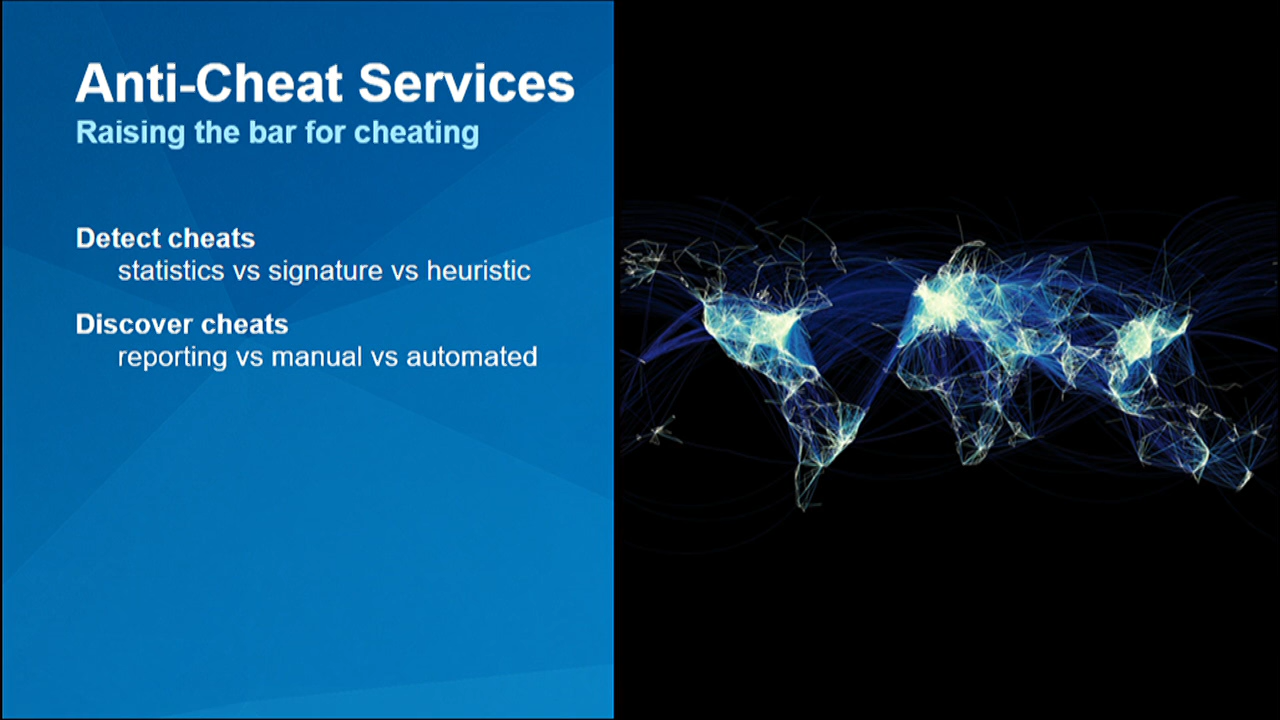 Anti-Cheat Services
Raising the bar for cheating
Detect cheats
statistics vs signature vs heuristic
Discover cheats
reporting vs manual vs automated